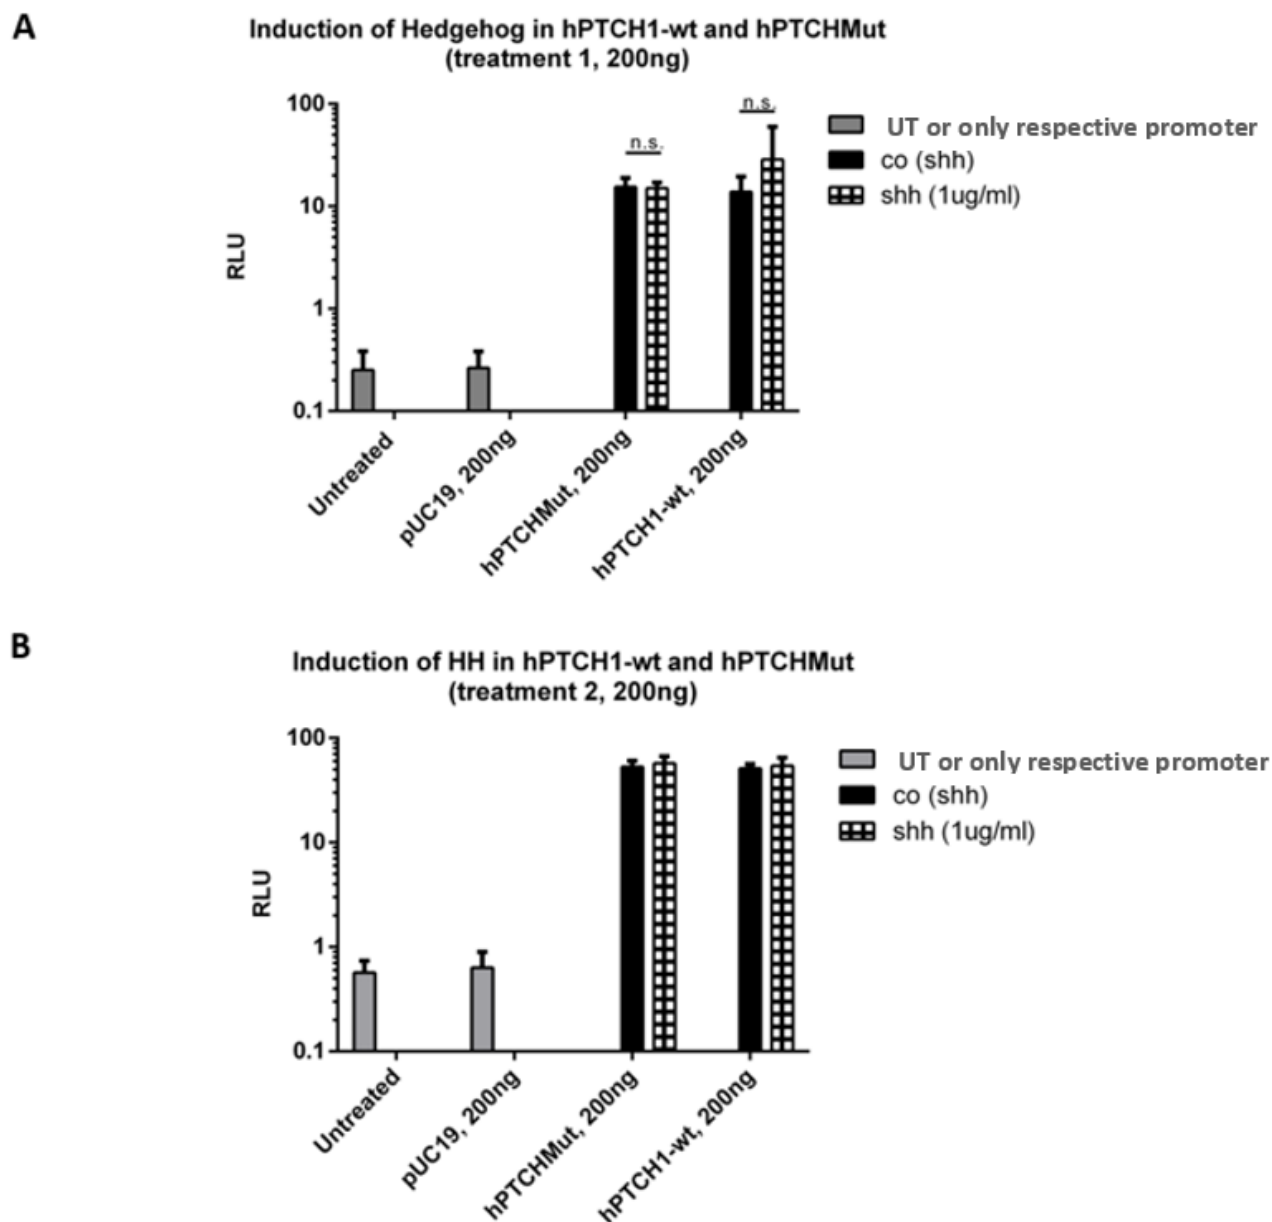 A
Induction of Hedgehog in hPTCH1-wt and hPTCHMut
(treatment 1, 200ng)
100
10
1
0.1
RLU
n.s.
n.s.
UT or only respective promoter
co (shh)
shh (1ug/ml)
Untreated
pUC19, 200ng
hPTCHMut, 200ng
hPTCH1-wt, 200ng
B
Induction of HH in hPTCH1-wt and hPTCHMut
(treatment 2, 200ng)
100
10
1
0.1
RLU
UT or only respective promoter
co (shh)
shh (1ug/ml)
Untreated
pUC19, 200ng
hPTCHMut, 200ng
hPTCH1-wt, 200ng